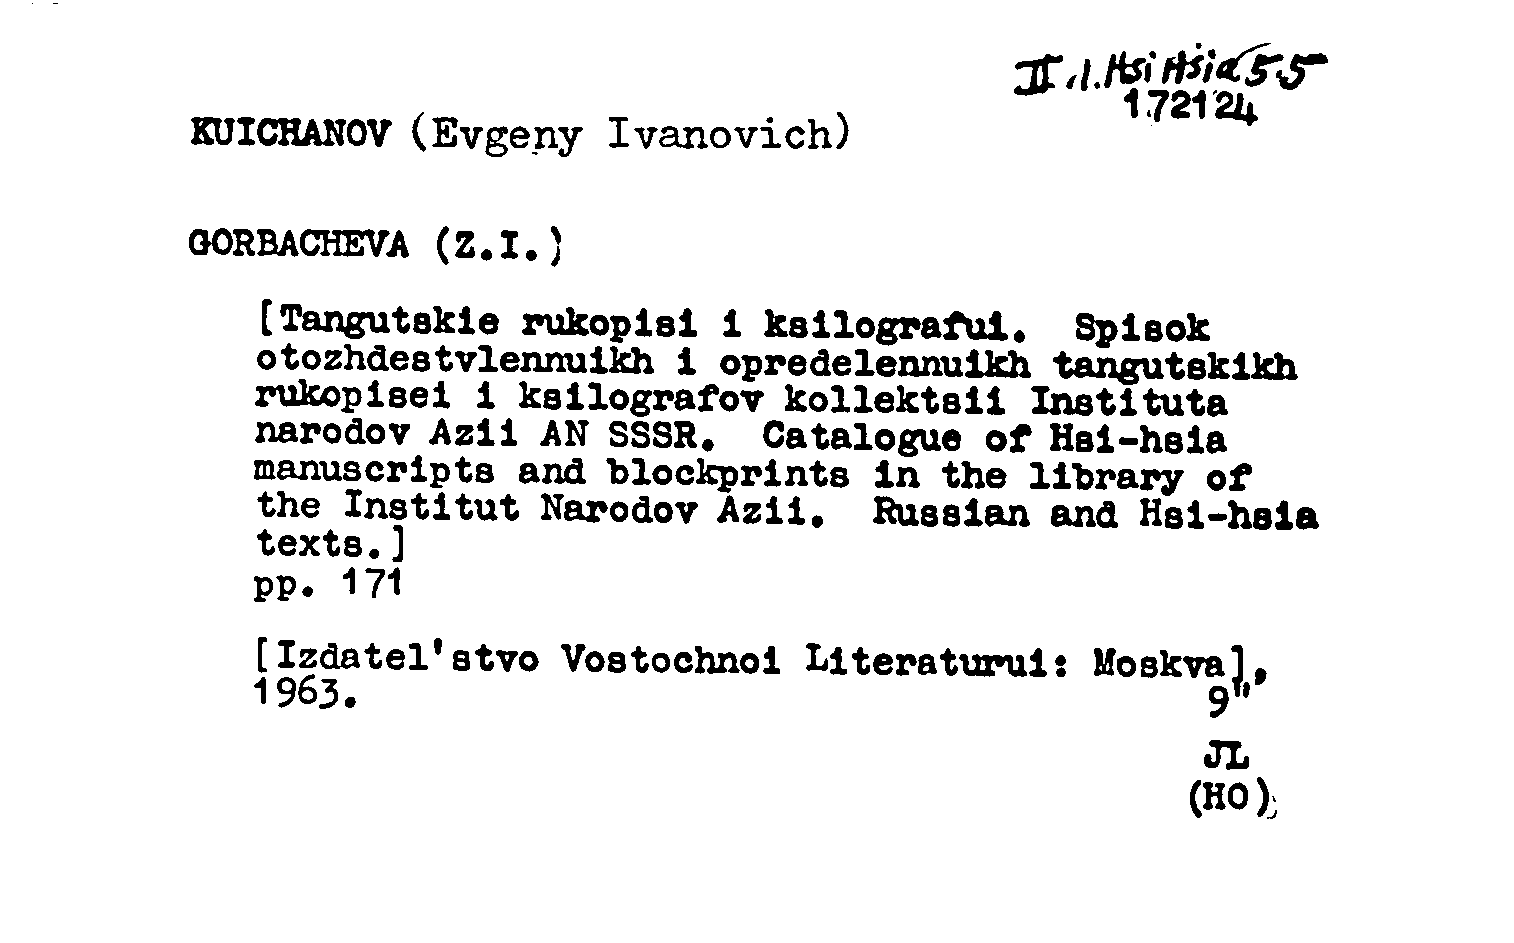 II.1.Hsi Hsia 55
172124
KUICHANOV (Evgeny Ivanovich)
GORBACHEVA (Z.I.)
[Tangutskie rukopisi i ksilografui. Spisok
otozhdestvlennuikh i opredelennuikh tangutskikh
rukopisei i ksilografov kollektsii Instituta
narodov Azii AN SSSR. Catalogue of Hsi-hsia
manuscripts and blockprints in the library of
the Institut Narodov Azii. Russian and Hsi-hsia
texts.]
pp. 171
[Izdatel'stvo Vostochnoi Literaturui: Moskva],
1963.
9"
JL
(HO)